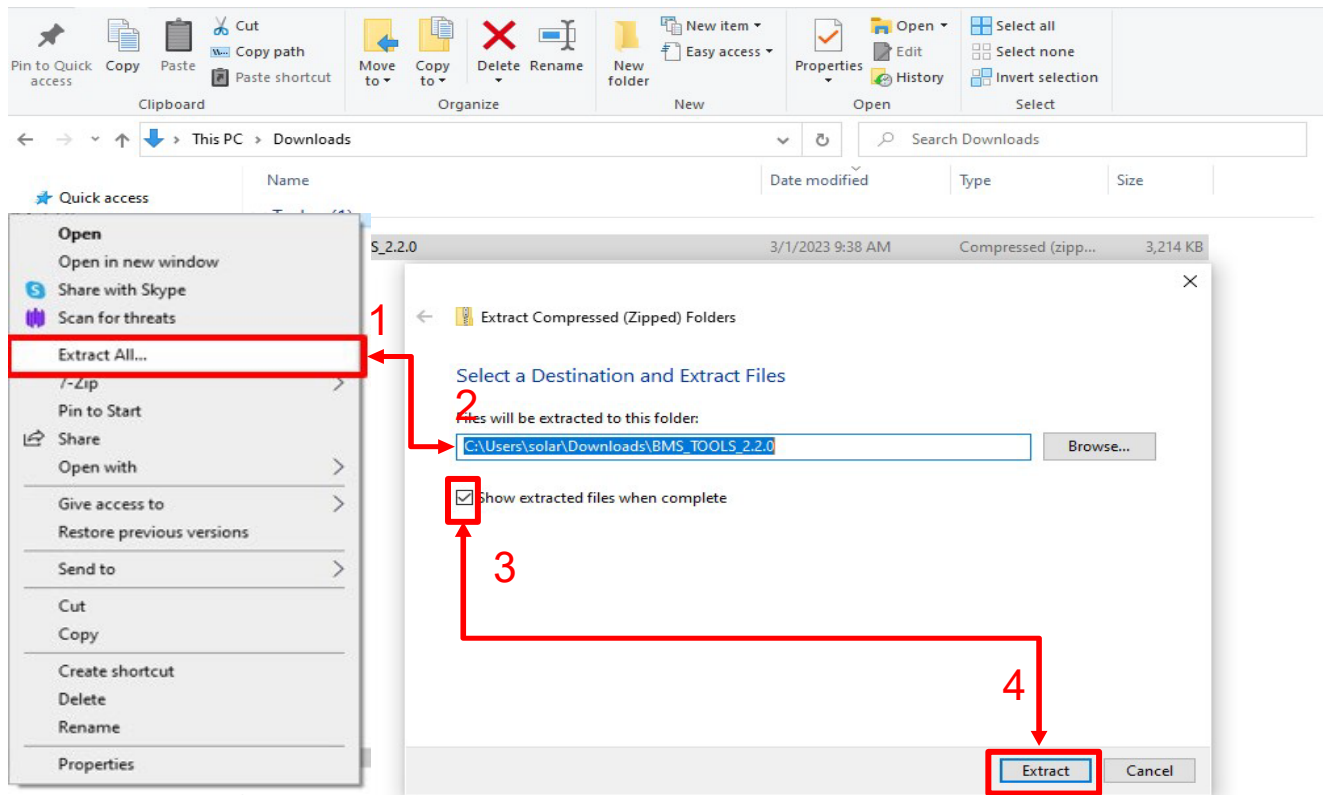 Pin to Quick access
Copy
Paste
Cut
Copy path
Paste shortcut
Clipboard
Move to
Copy to
Delete
Rename
Organize
New folder
New item
Easy access
New
Properties
Open
Edit
History
Open
Select all
Select none
Invert selection
Select
This PC > Downloads
Search Downloads
Name
Date modified
Type
Size
Quick access
S_2.2.0
3/1/2023 9:38 AM
Compressed (zipp...
3,214 KB
Open
Open in new window
Share with Skype
Scan for threats
Extract All...
7-Zip
Pin to Start
Share
Open with
Give access to
Restore previous versions
Send to
Cut
Copy
Create shortcut
Delete
Rename
Properties
1
Extract Compressed (Zipped) Folders
Select a Destination and Extract Files
2
Files will be extracted to this folder:
C:\Users\solar\Downloads\BMS_TOOLS_2.2.0
Browse...
Show extracted files when complete
3
4
Extract
Cancel